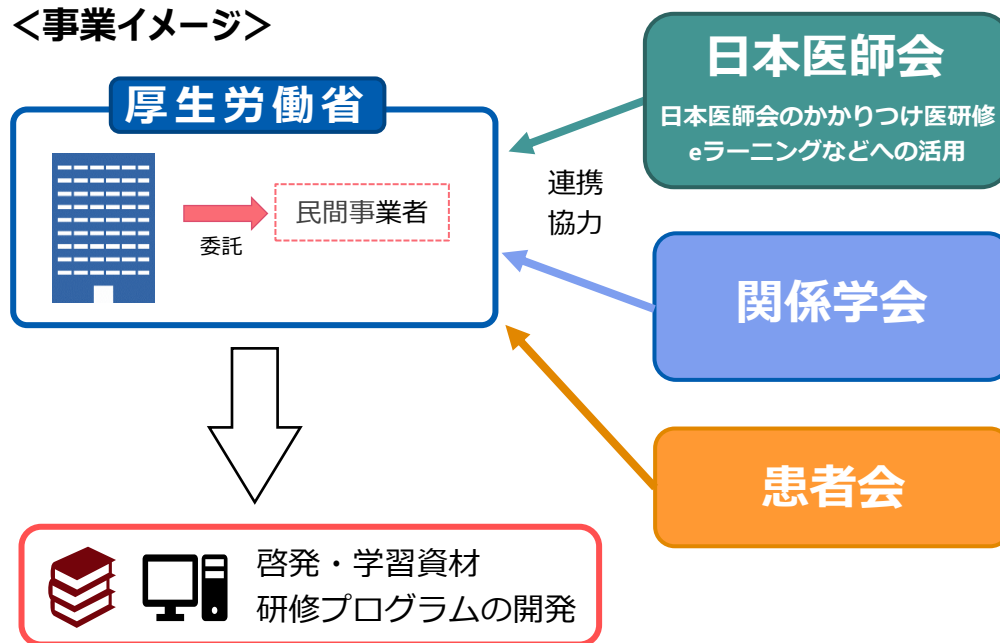 ＜事業イメージ＞
厚生労働省
委託
民間事業者
連携
協力
日本医師会
日本医師会のかかりつけ医研修
eラーニングなどへの活用
関係学会
患者会
啓発・学習資材
研修プログラムの開発